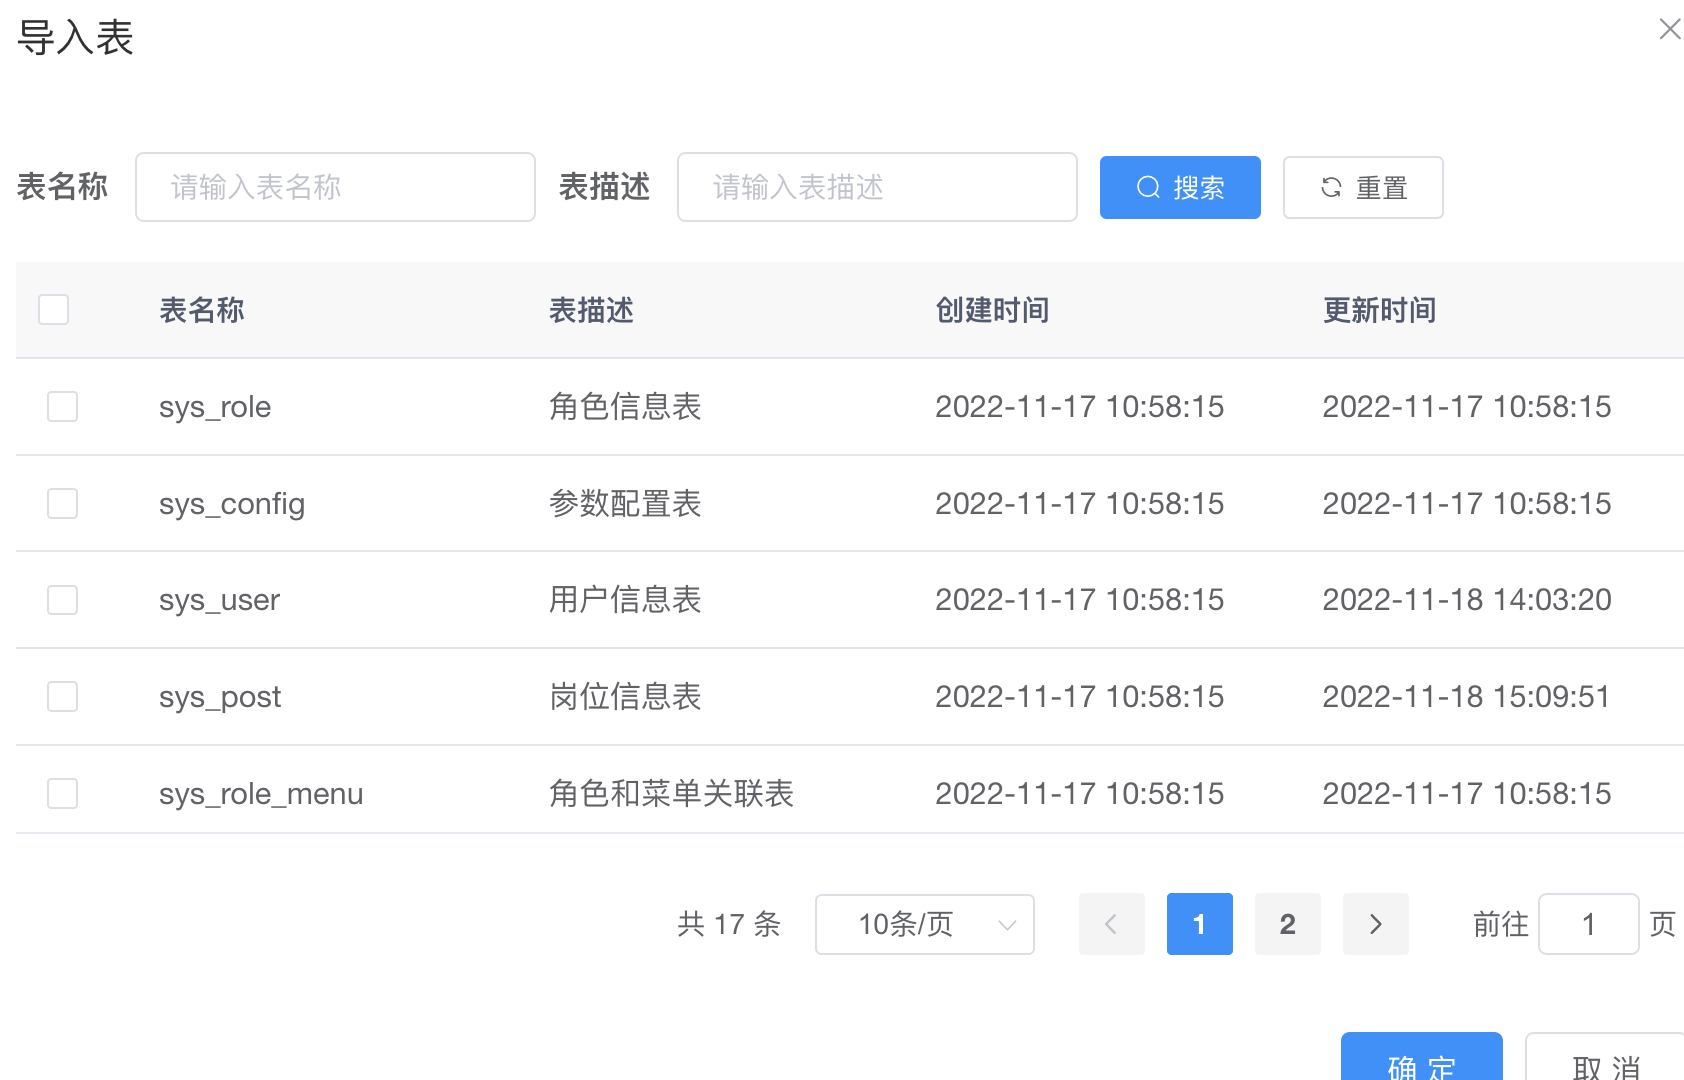 导入表
表名称 请输入表名称 表描述 请输入表描述 搜索 重置
表名称 表描述 创建时间 更新时间
sys_role 角色信息表 2022-11-17 10:58:15 2022-11-17 10:58:15
sys_config 参数配置表 2022-11-17 10:58:15 2022-11-17 10:58:15
sys_user 用户信息表 2022-11-17 10:58:15 2022-11-18 14:03:20
sys_post 岗位信息表 2022-11-17 10:58:15 2022-11-18 15:09:51
sys_role_menu 角色和菜单关联表 2022-11-17 10:58:15 2022-11-17 10:58:15
共 17 条 10条/页 1 2 前往 1 页
确 定 取 消